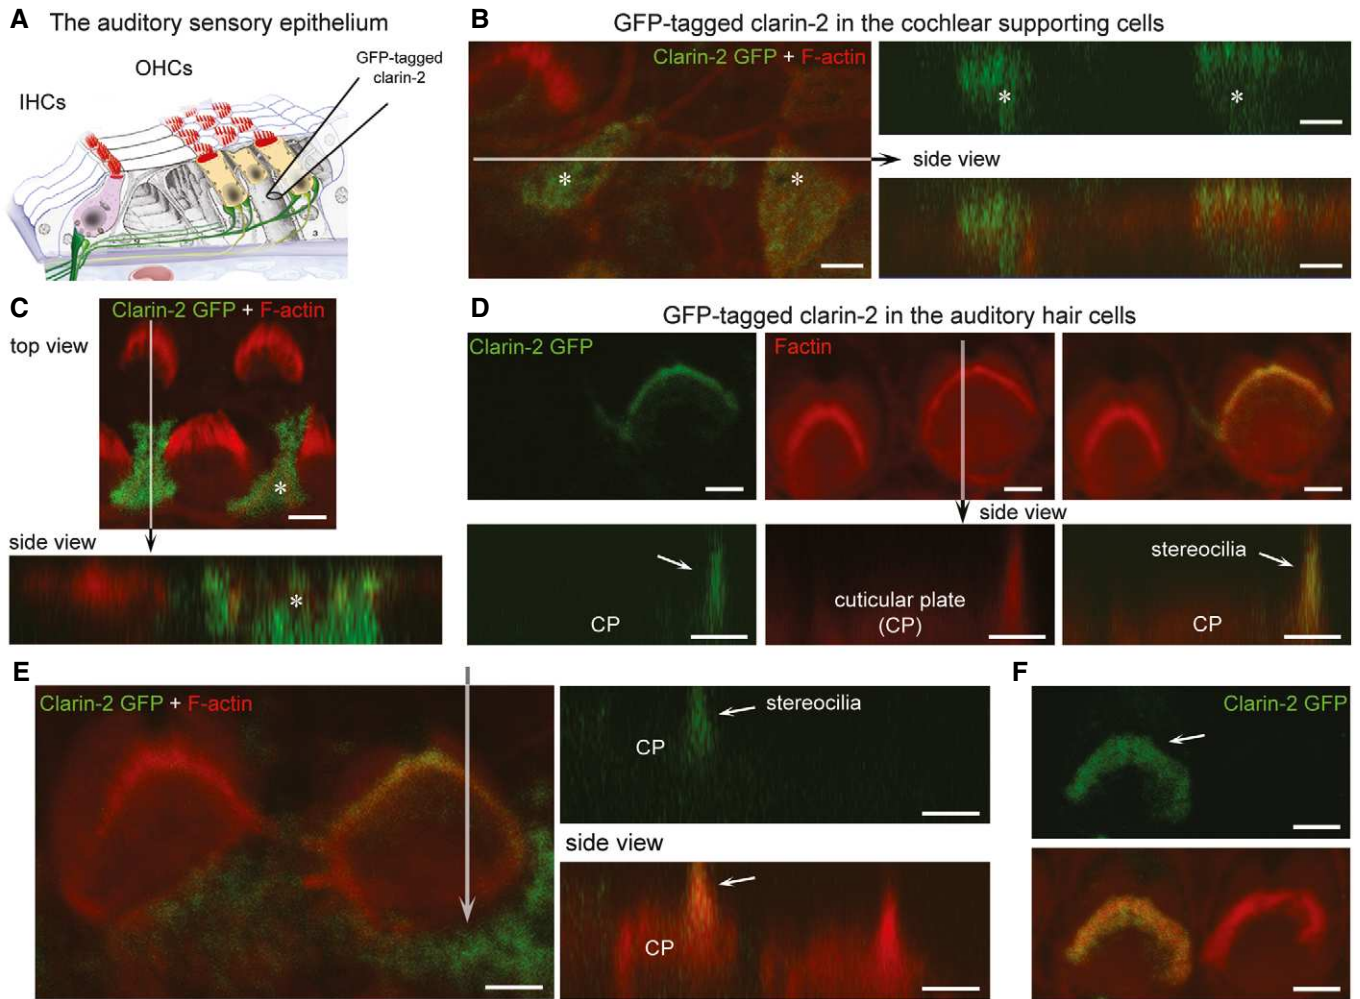 A
The auditory sensory epithelium
GFP-tagged
clarin-2
OHCs
IHCs
3
B
GFP-tagged clarin-2 in the cochlear supporting cells
Clarin-2 GFP + F-actin
*
*
*
*
side view
C
Clarin-2 GFP + F-actin
top view
*
side view
*
D
GFP-tagged clarin-2 in the auditory hair cells
Clarin-2 GFP
Factin
side view
CP
cuticular plate
(CP)
stereocilia
CP
E
Clarin-2 GFP + F-actin
stereocilia
CP
side view
CP
F
Clarin-2 GFP